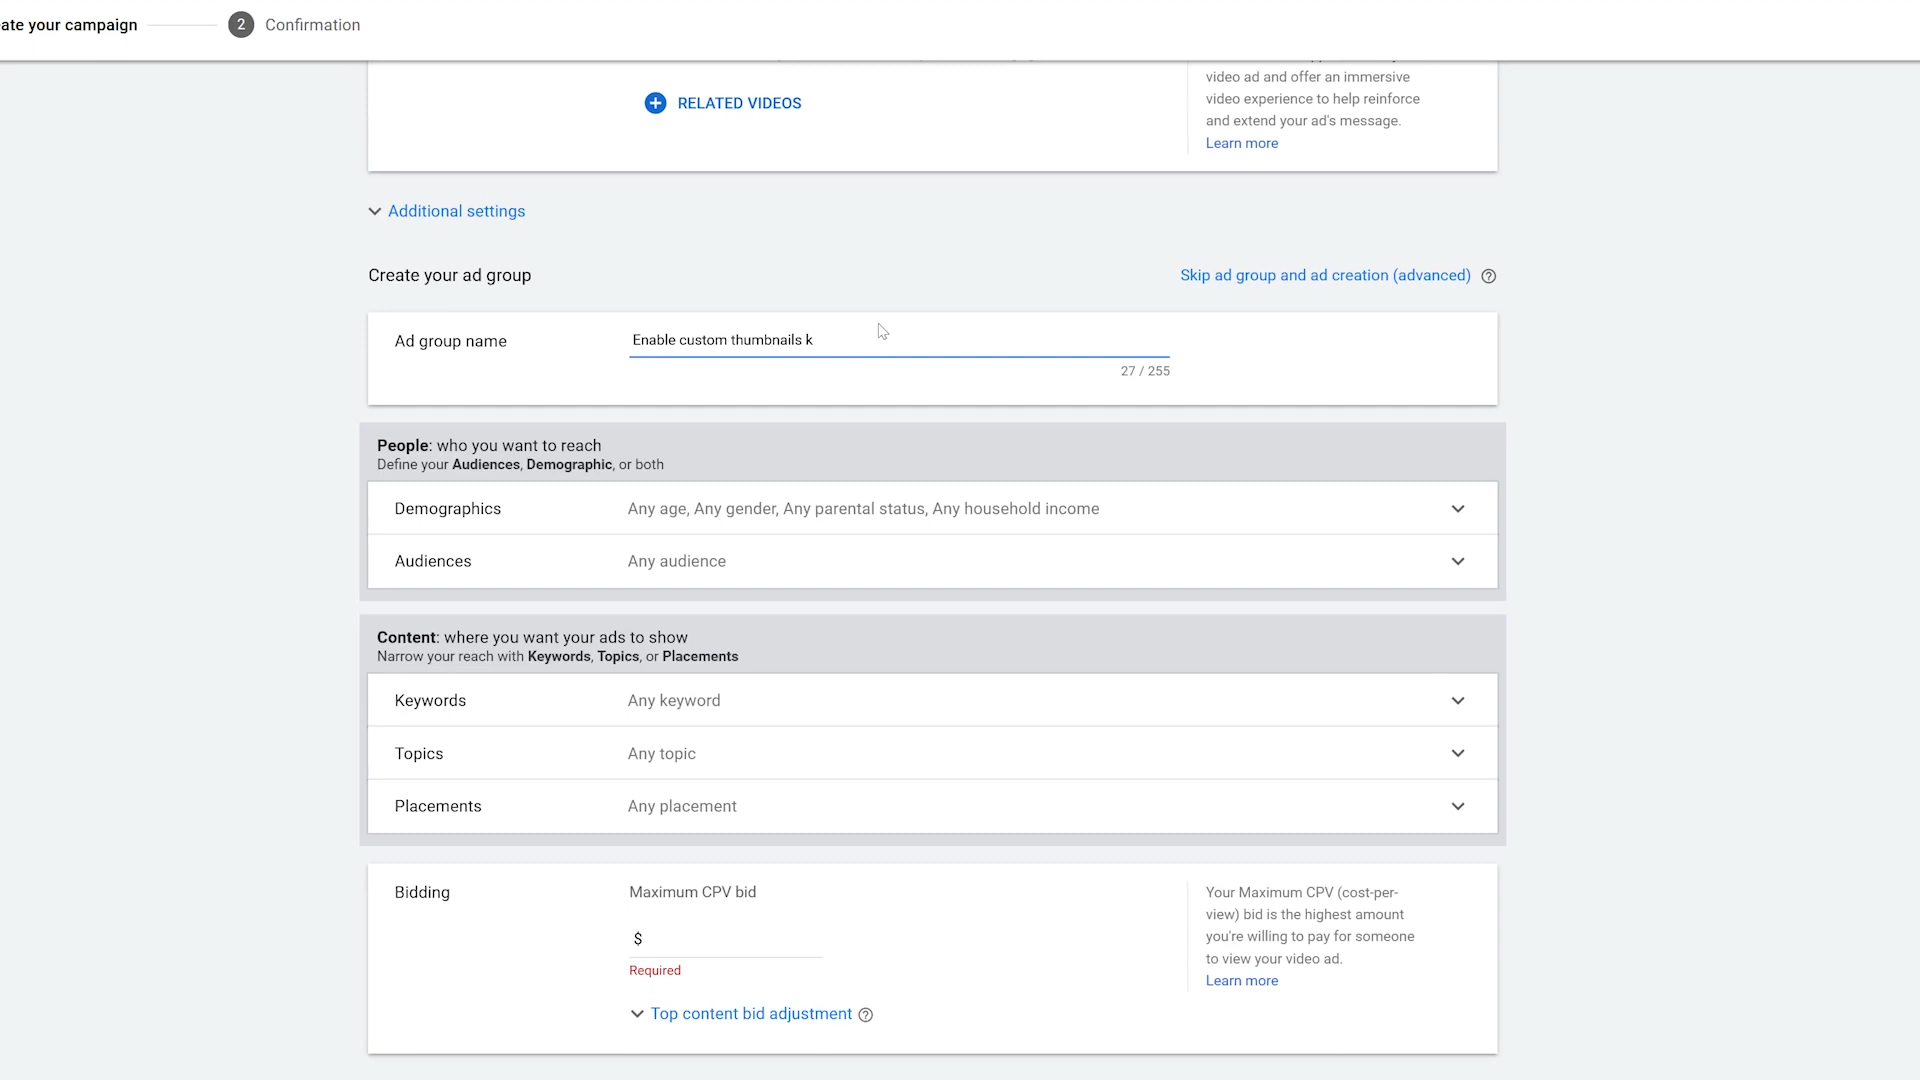 ate your campaign
2
Confirmation
video ad and offer an immersive
video experience to help reinforce
and extend your ad's message.
Learn more
RELATED VIDEOS
Additional settings
Create your ad group
Skip ad group and ad creation (advanced)
Ad group name
Enable custom thumbnails k
27 / 255
People: who you want to reach
Define your Audiences, Demographic, or both
Demographics
Any age, Any gender, Any parental status, Any household income
Audiences
Any audience
Content: where you want your ads to show
Narrow your reach with Keywords, Topics, or Placements
Keywords
Any keyword
Topics
Any topic
Placements
Any placement
Bidding
Maximum CPV bid
$
Required
Top content bid adjustment
Your Maximum CPV (cost-per-
view) bid is the highest amount
you're willing to pay for someone
to view your video ad.
Learn more